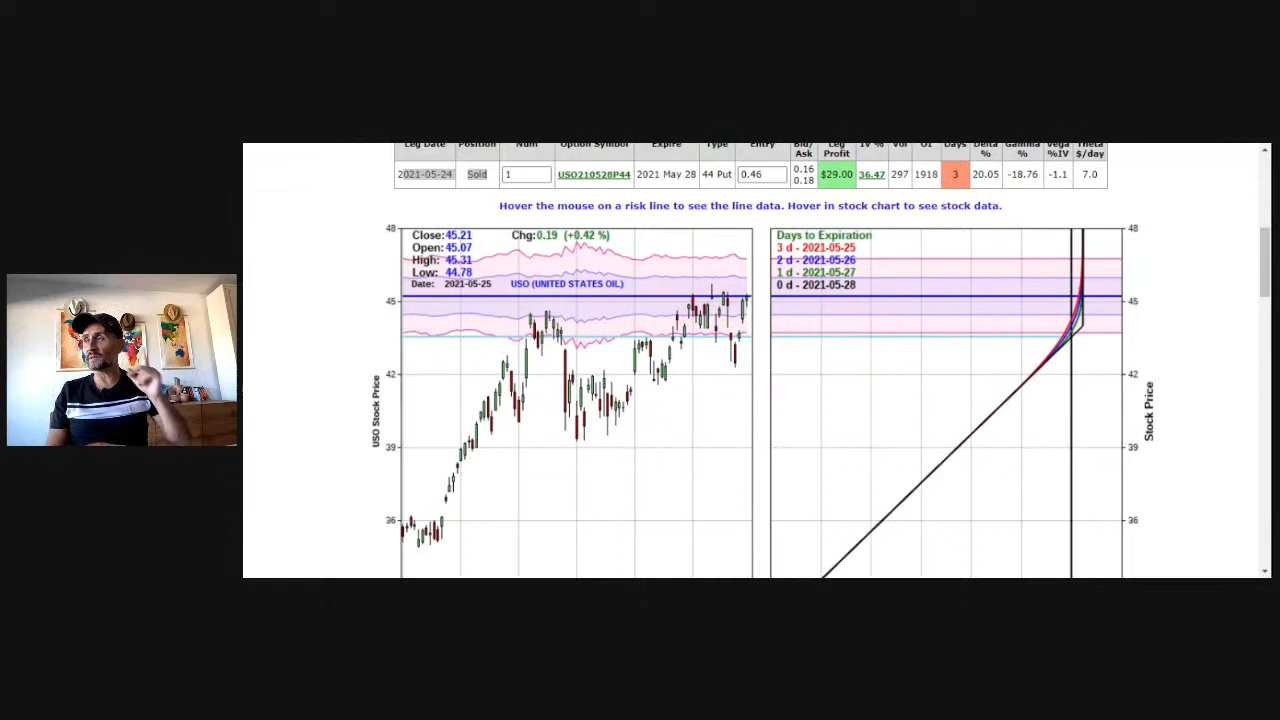 Leg Date Position Num Option Symbol Expire Type Entry Bid/ Ask Leg Profit IV % Vol OI Days Delta % Gamma % Vega %IV Theta $/day
2021-05-24 Sold 1 USO210528P44 2021 May 28 44 Put 0.46 0.16 0.18 $29.00 36.47 297 1918 3 20.05 -18.76 -1.1 7.0
Hover the mouse on a risk line to see the line data. Hover in stock chart to see stock data.
48
Close:45.21 Chg:0.19 (+0.42 %)
Open:45.07
High: 45.31
Low: 44.78
Date: 2021-05-25 USO (UNITED STATES OIL)
45
42
39
36
USO Stock Price
Days to Expiration
3 d - 2021-05-25
2 d - 2021-05-26
1 d - 2021-05-27
0 d - 2021-05-28
48
45
42
39
36
Stock Price